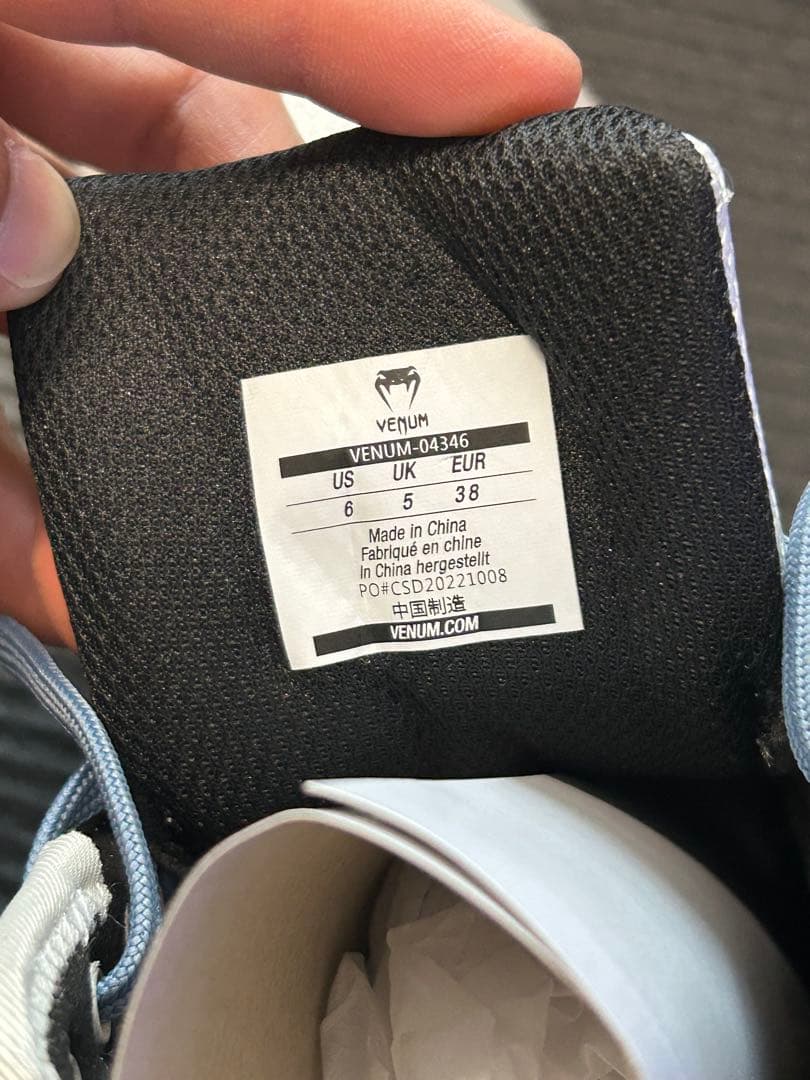 VENUM
VENUM-04346
US UK EUR
6 5 38
Made in China
Fabriqué en chine
In China hergestellt
PO#CSD20221008
中国制造
VENUM.COM